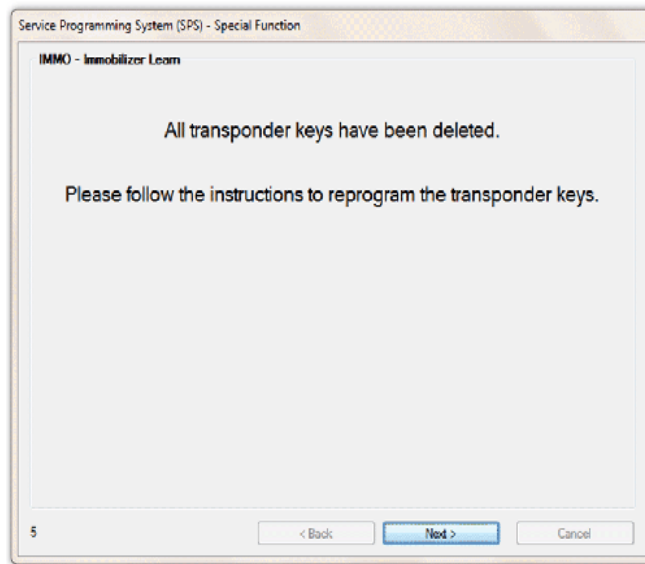 Service Programming System (SPS) - Special Function
IMMO - Immobilizer Learn
All transponder keys have been deleted.
Please follow the instructions to reprogram the transponder keys.
5
< Back
Next >
Cancel